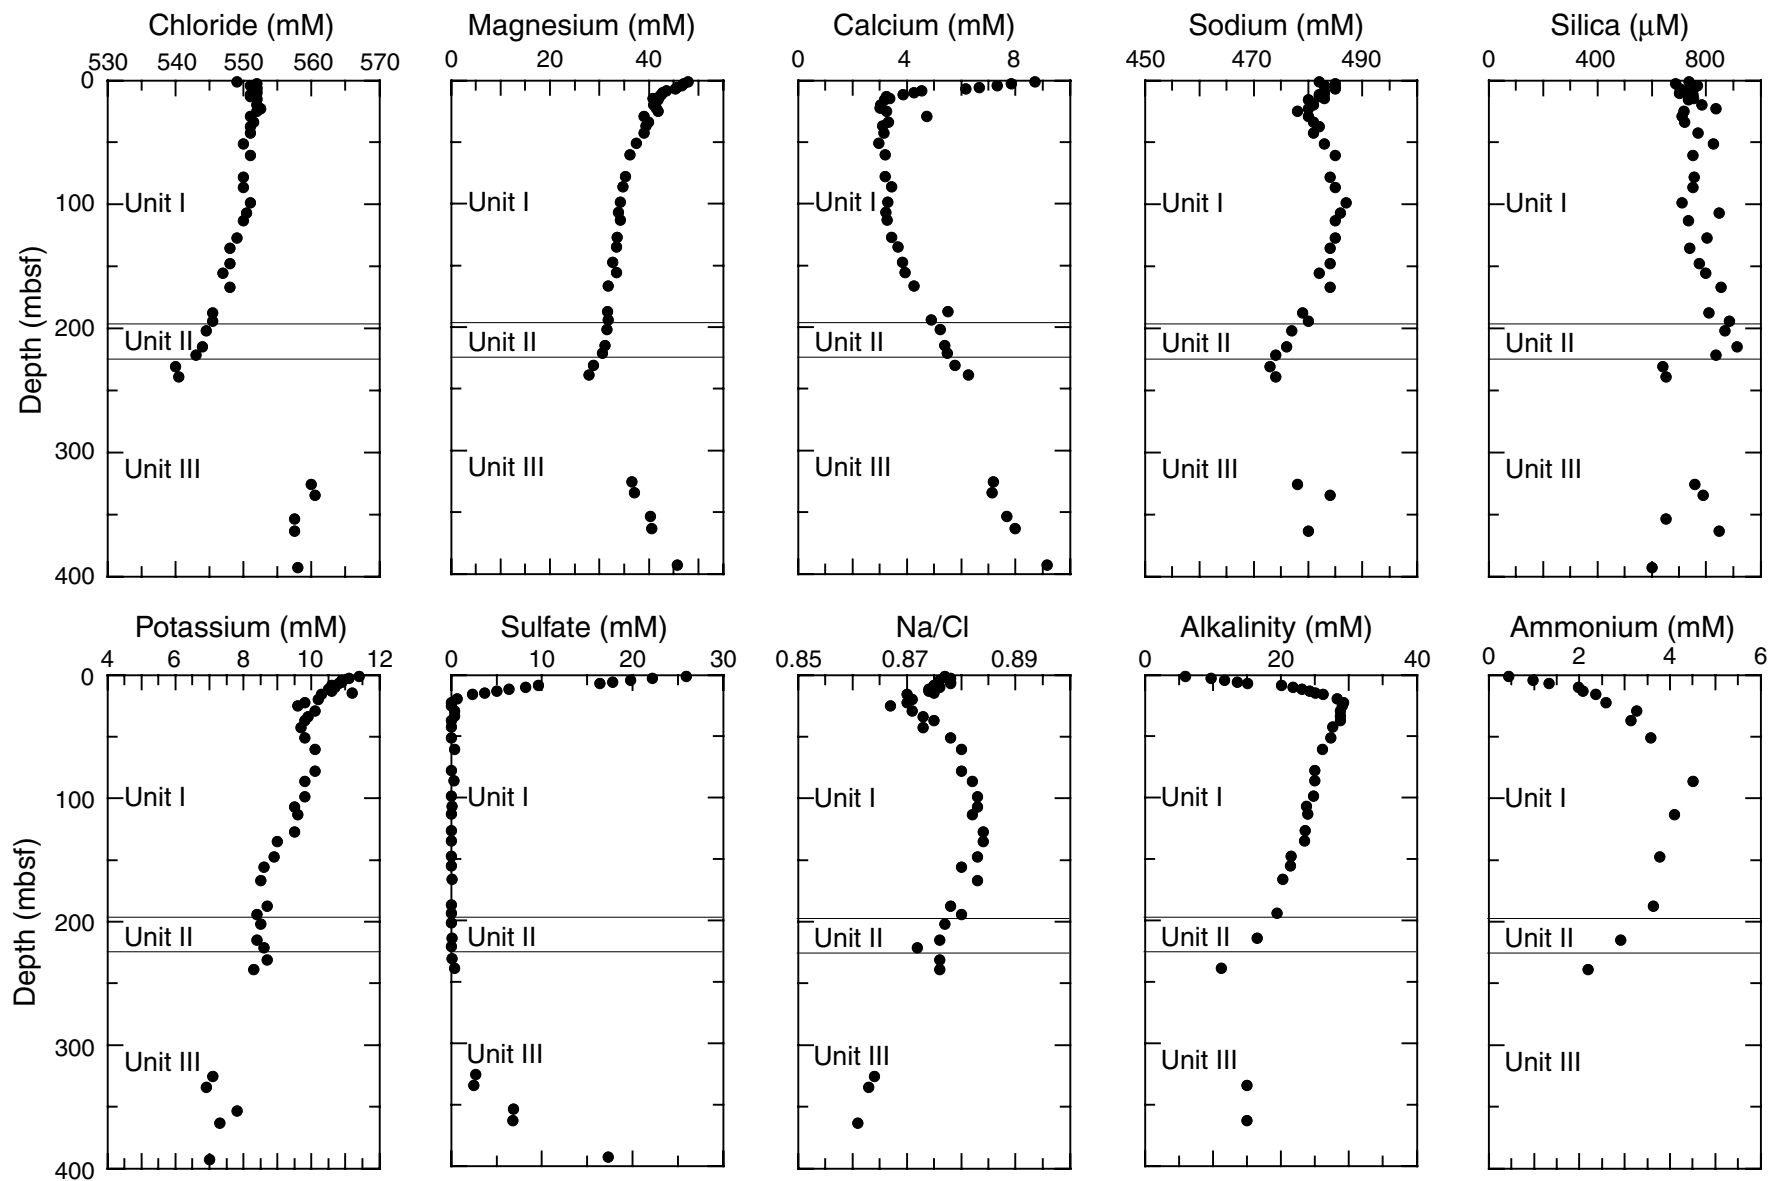 Chloride (mM) Magnesium (mM) Calcium (mM) Sodium (mM) Silica (μM)
530 540 550 560 570 0 20 40 0 4 8 450 470 490 0 400 800
0
100
200
300
400
Depth (mbsf)
Unit I Unit I Unit I Unit I Unit I
Unit II Unit II Unit II Unit II Unit II
Unit III Unit III Unit III Unit III Unit III
Potassium (mM) Sulfate (mM) Na/Cl Alkalinity (mM) Ammonium (mM)
4 6 8 10 12 0 10 20 30 0.85 0.87 0.89 0 20 40 0 2 4 6
0
100
200
300
400
Depth (mbsf)
Unit I Unit I Unit I Unit I Unit I
Unit II Unit II Unit II Unit II Unit II
Unit III Unit III Unit III Unit III Unit III